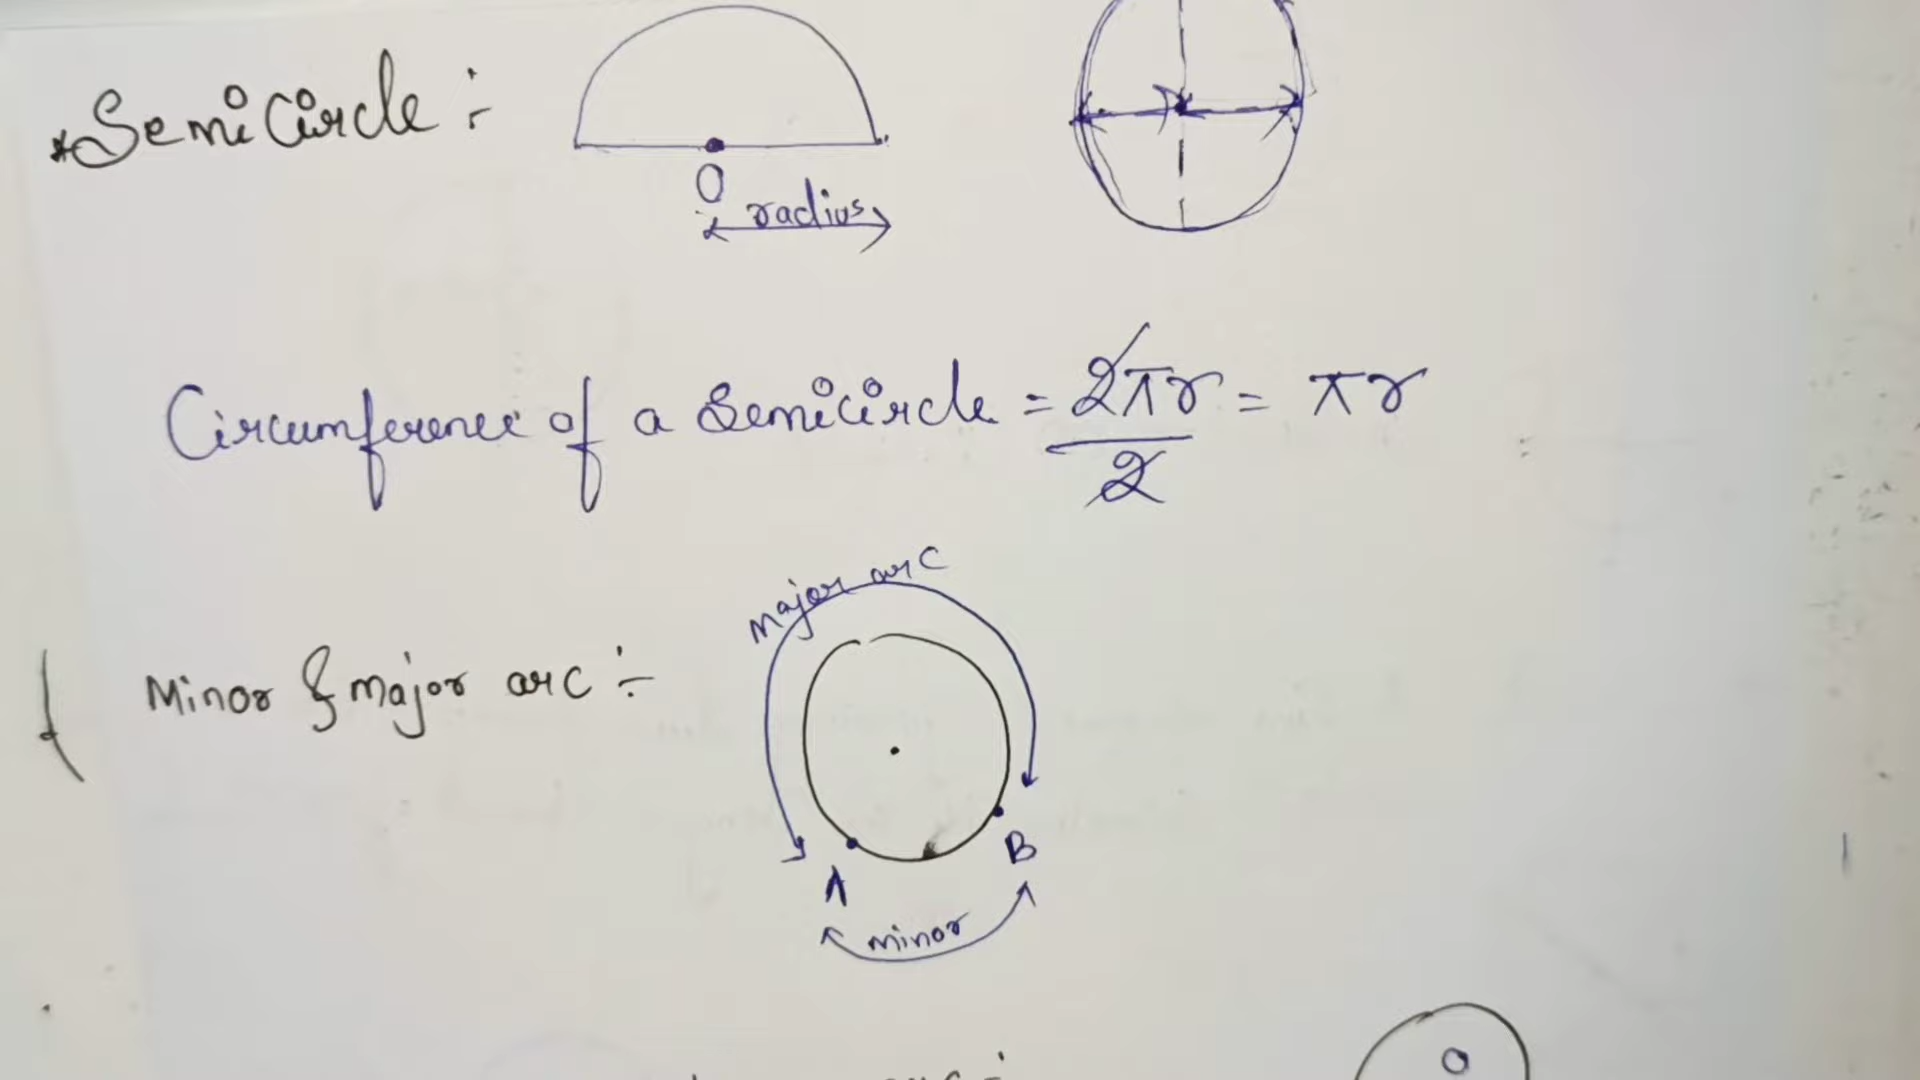 *Semicircle :-
O
radius
Circumference of a Semicircle = 2πr/2 = πr
major arc
Minor & major arc :-
A
B
minor
O